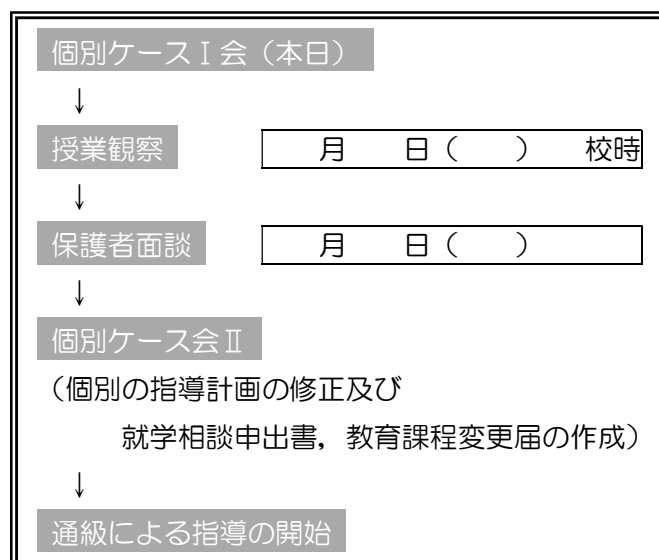 個別ケースⅠ会（本日）
↓
授業観察　　　月　　日（　　）　校時
↓
保護者面談　　　月　　日（　　）
↓
個別ケース会Ⅱ
（個別の指導計画の修正及び
就学相談申出書，教育課程変更届の作成）
↓
通級による指導の開始